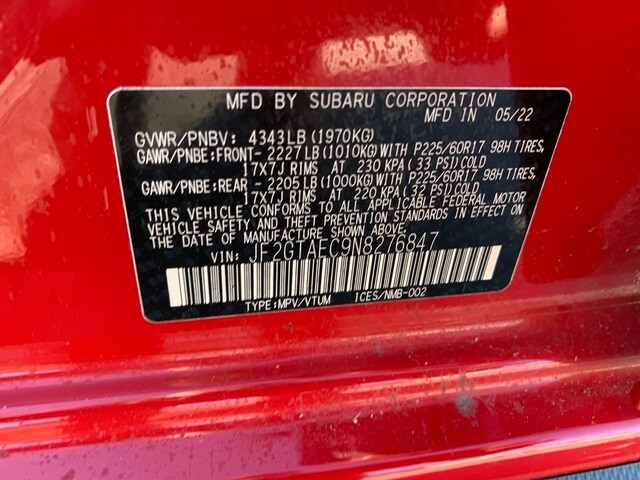 MFD BY SUBARU CORPORATION
MFD IN 05/22
GVWR/PNBV: 4343LB(1970KG)
GAWR/PNBE:FRONT- 2227LB(1010KG)WITH P225/60R17 98H TIRES,
17X7J RIMS AT 230 KPA(33 PSI)COLD
GAWR/PNBE:REAR - 2205LB(1000KG)WITH P225/60R17 98H TIRES,
17X7J RIMS AT 220 KPA(32 PSI)COLD
THIS VEHICLE CONFORMS TO ALL APPLICABLE FEDERAL MOTOR
VEHICLE SAFETY AND THEFT PREVENTION STANDARDS IN EFFECT ON
THE DATE OF MANUFACTURE SHOWN ABOVE.
VIN: JF2GTAEC9N8276847
TYPE:MPV/VTUM ICES/NMB-002